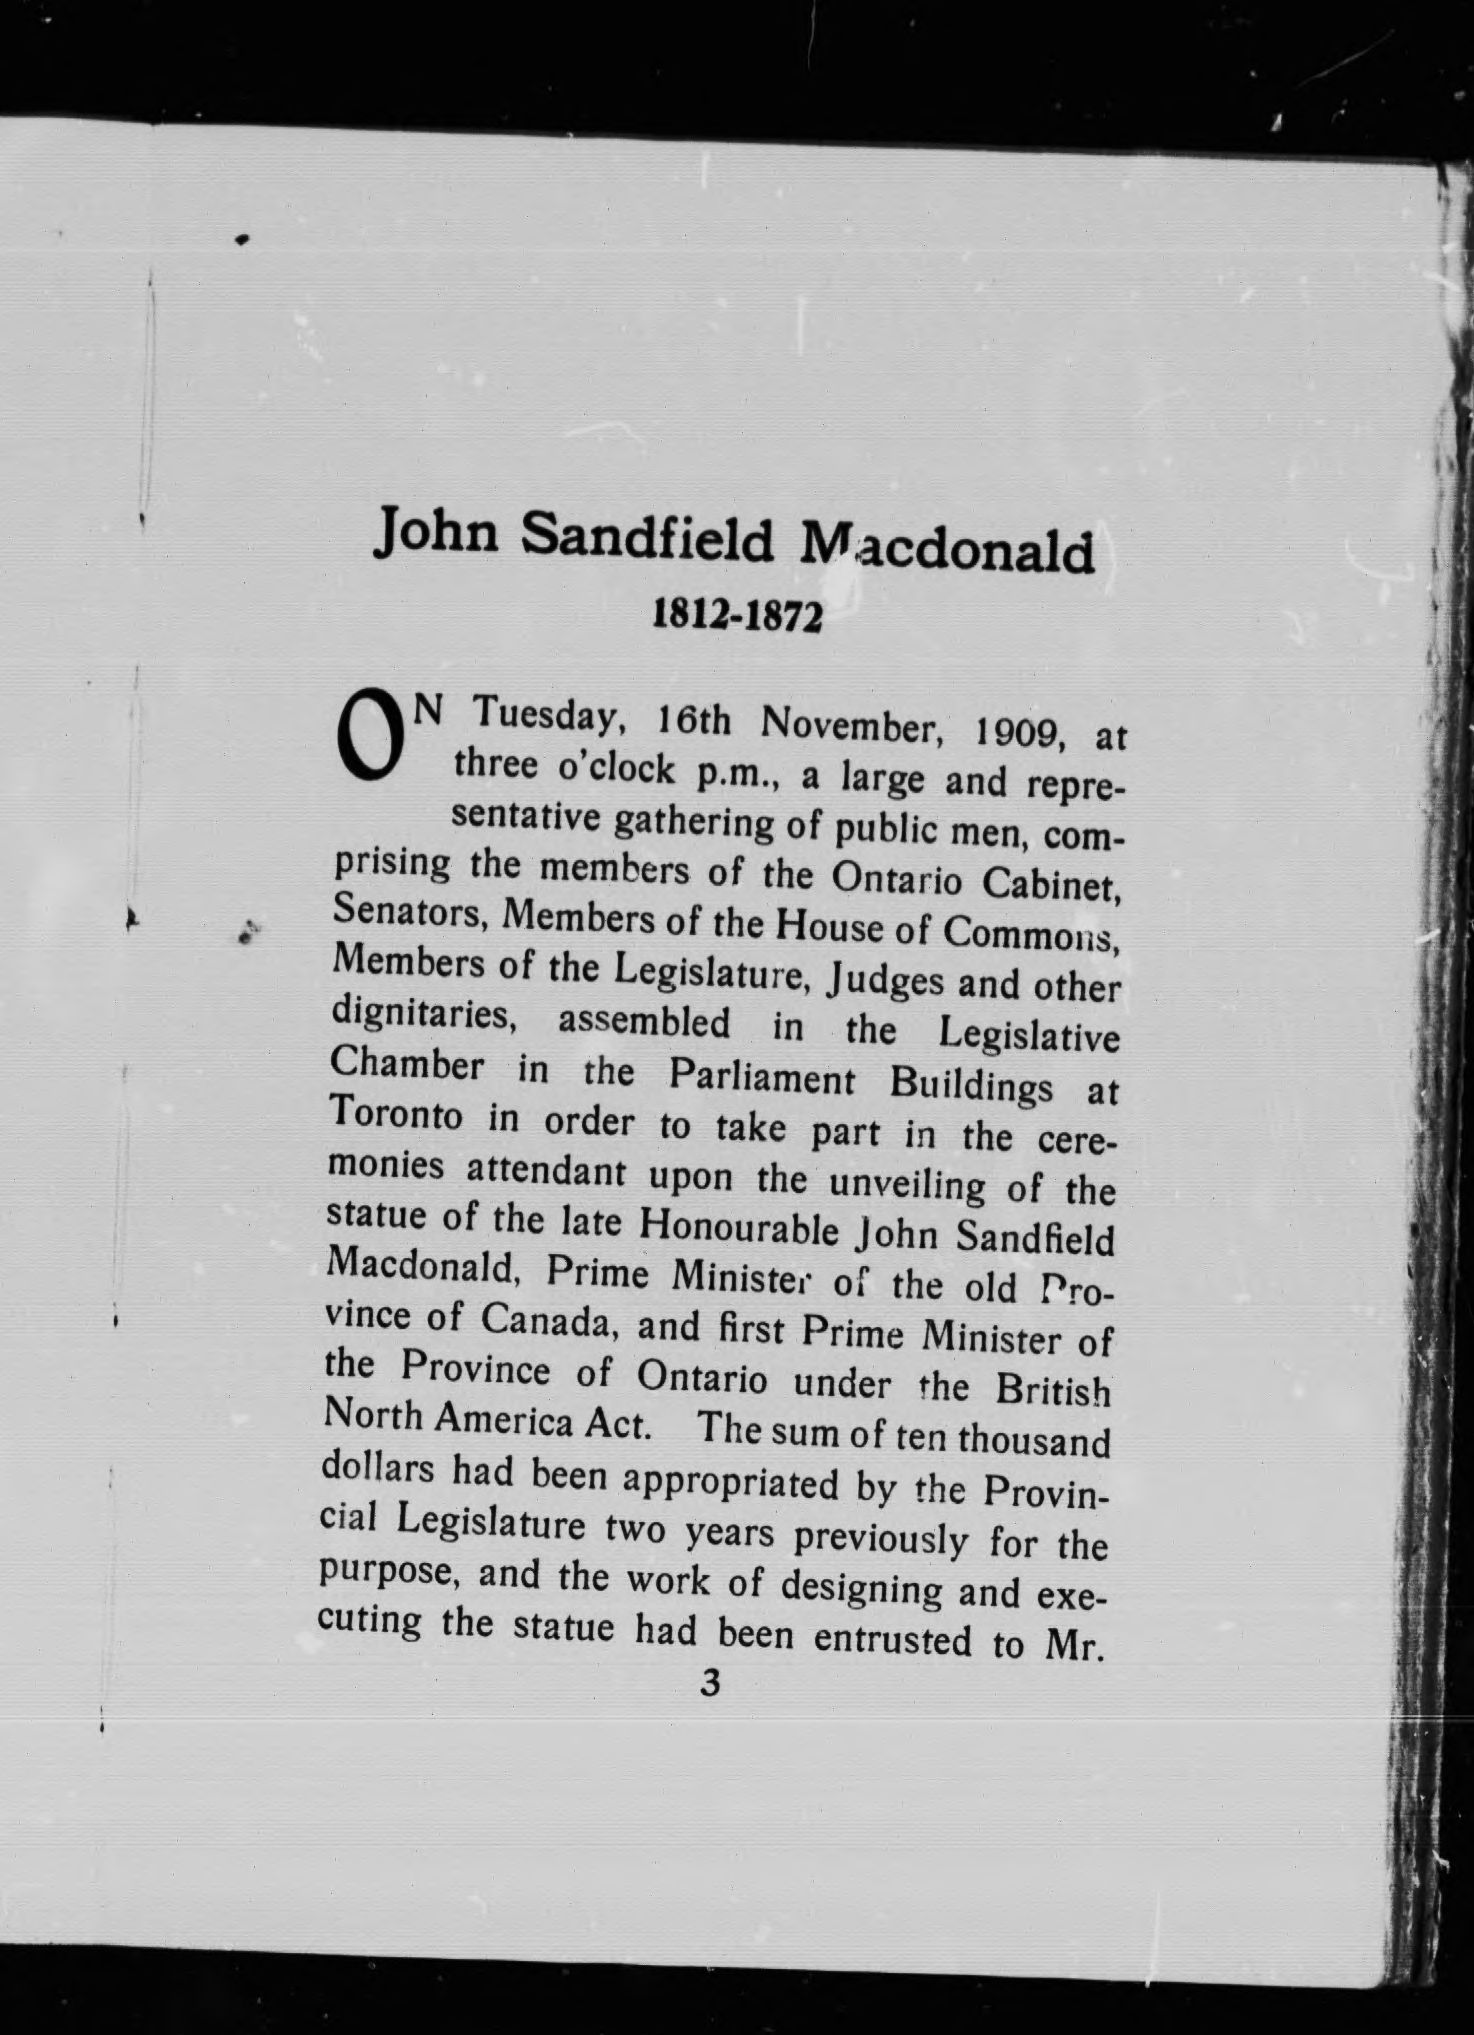 John Sandfield Macdonald
1812-1872
ON Tuesday, 16th November, 1909, at
three o'clock p.m., a large and repre-
sentative gathering of public men, com-
prising the members of the Ontario Cabinet,
Senators, Members of the House of Commons,
Members of the Legislature, Judges and other
dignitaries, assembled in the Legislative
Chamber in the Parliament Buildings at
Toronto in order to take part in the cere-
monies attendant upon the unveiling of the
statue of the late Honourable John Sandfield
Macdonald, Prime Minister of the old Pro-
vince of Canada, and first Prime Minister of
the Province of Ontario under the British
North America Act. The sum of ten thousand
dollars had been appropriated by the Provin-
cial Legislature two years previously for the
purpose, and the work of designing and exe-
cuting the statue had been entrusted to Mr.
3